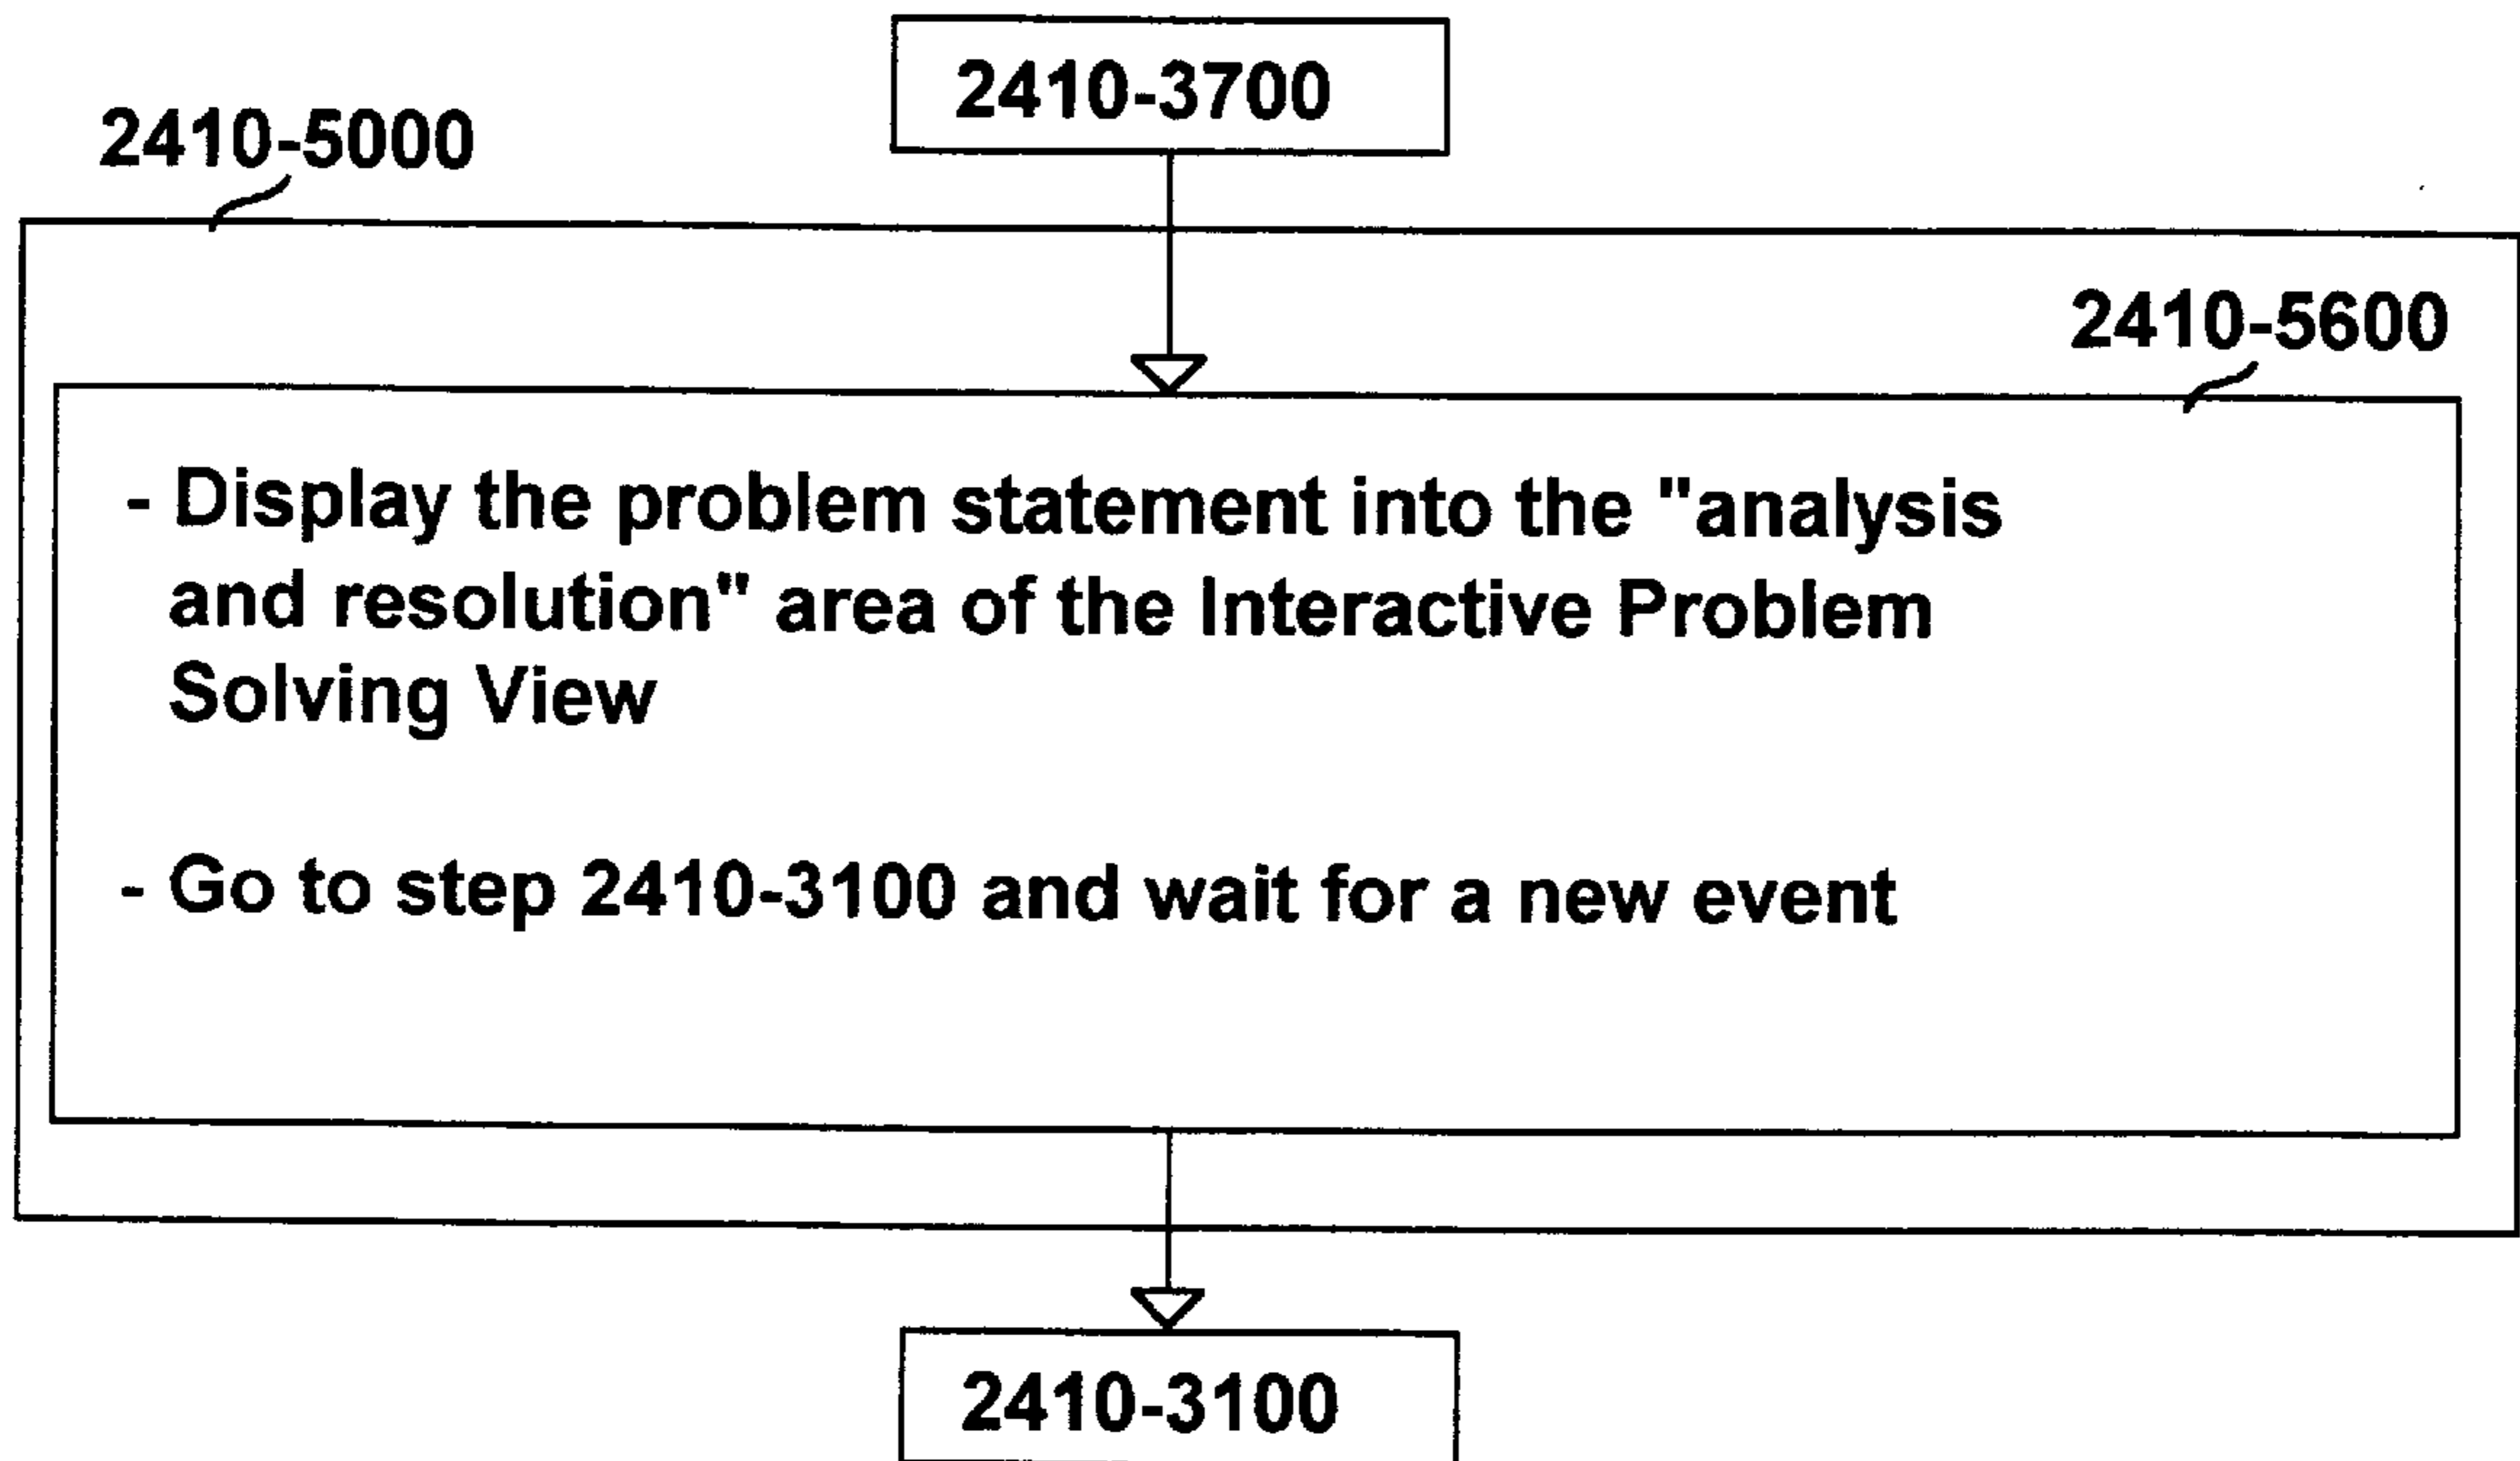 2410-3700
2410-5000
2410-5600
- Display the problem statement into the "analysis
and resolution" area of the Interactive Problem
Solving View
- Go to step 2410-3100 and wait for a new event
2410-3100